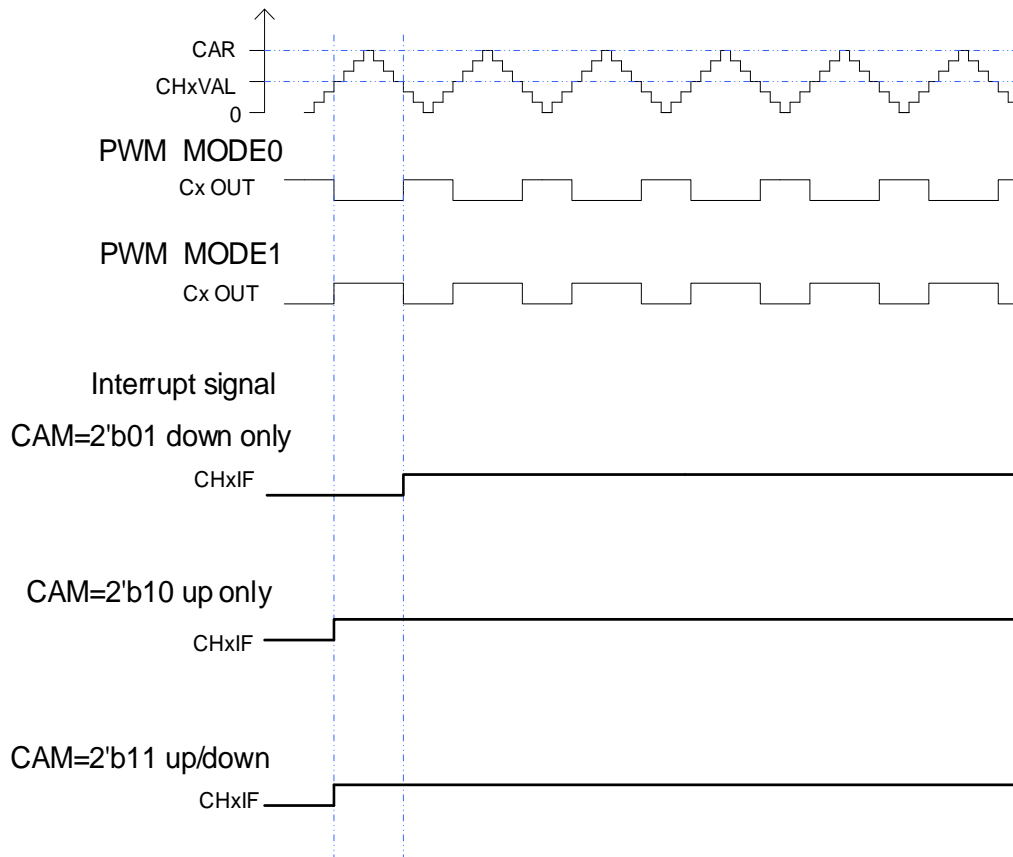 CAR
CHxVAL
0
PWM MODE0
Cx OUT
PWM MODE1
Cx OUT
Interrupt signal
CAM=2'b01 down only
CHxIF
CAM=2'b10 up only
CHxIF
CAM=2'b11 up/down
CHxIF